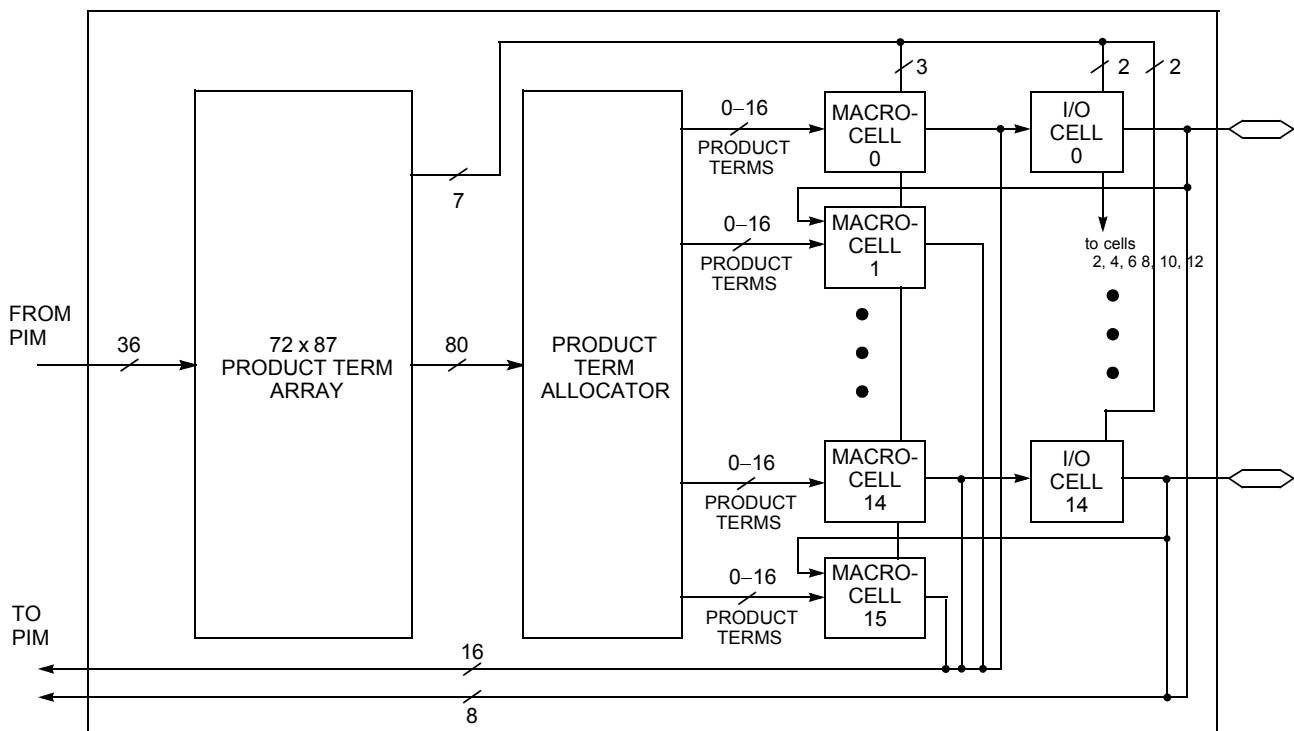 3
2
2
0–16
PRODUCT
TERMS
MACRO-
CELL
0
I/O
CELL
0
7
0–16
PRODUCT
TERMS
MACRO-
CELL
1
to cells
2, 4, 6 8, 10, 12
FROM
PIM
36
72 x 87
PRODUCT TERM
ARRAY
80
PRODUCT
TERM
ALLOCATOR
0–16
PRODUCT
TERMS
MACRO-
CELL
14
I/O
CELL
14
0–16
PRODUCT
TERMS
MACRO-
CELL
15
TO
PIM
16
8